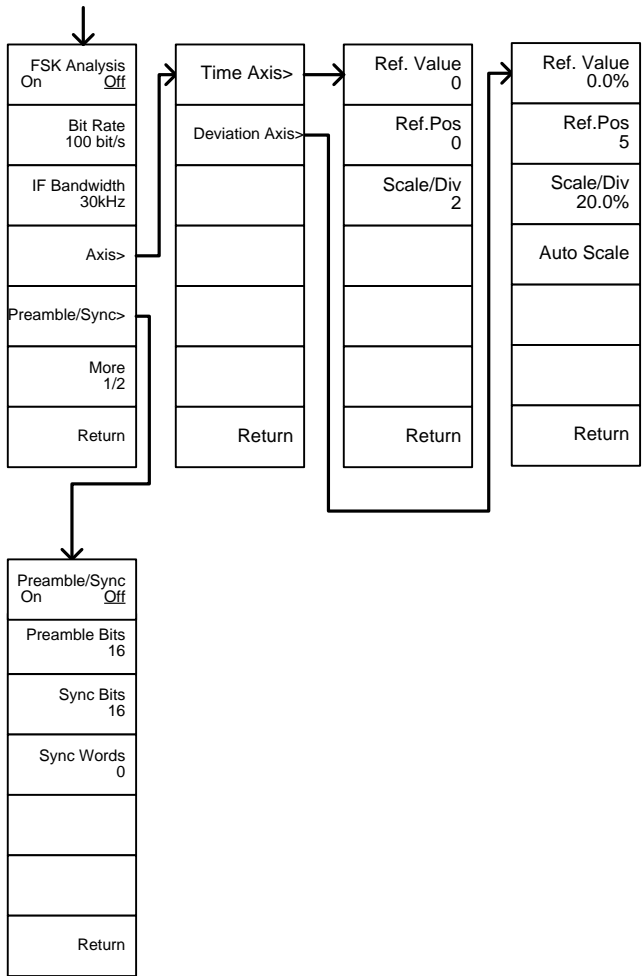 FSK Analysis
On Off
Bit Rate
100 bit/s
IF Bandwidth
30kHz
Axis>
Preamble/Sync>
More
1/2
Return
Time Axis>
Deviation Axis>
Return
Ref. Value
0
Ref.Pos
0
Scale/Div
2
Return
Ref. Value
0.0%
Ref.Pos
5
Scale/Div
20.0%
Auto Scale
Return
Preamble/Sync
On Off
Preamble Bits
16
Sync Bits
16
Sync Words
0
Return